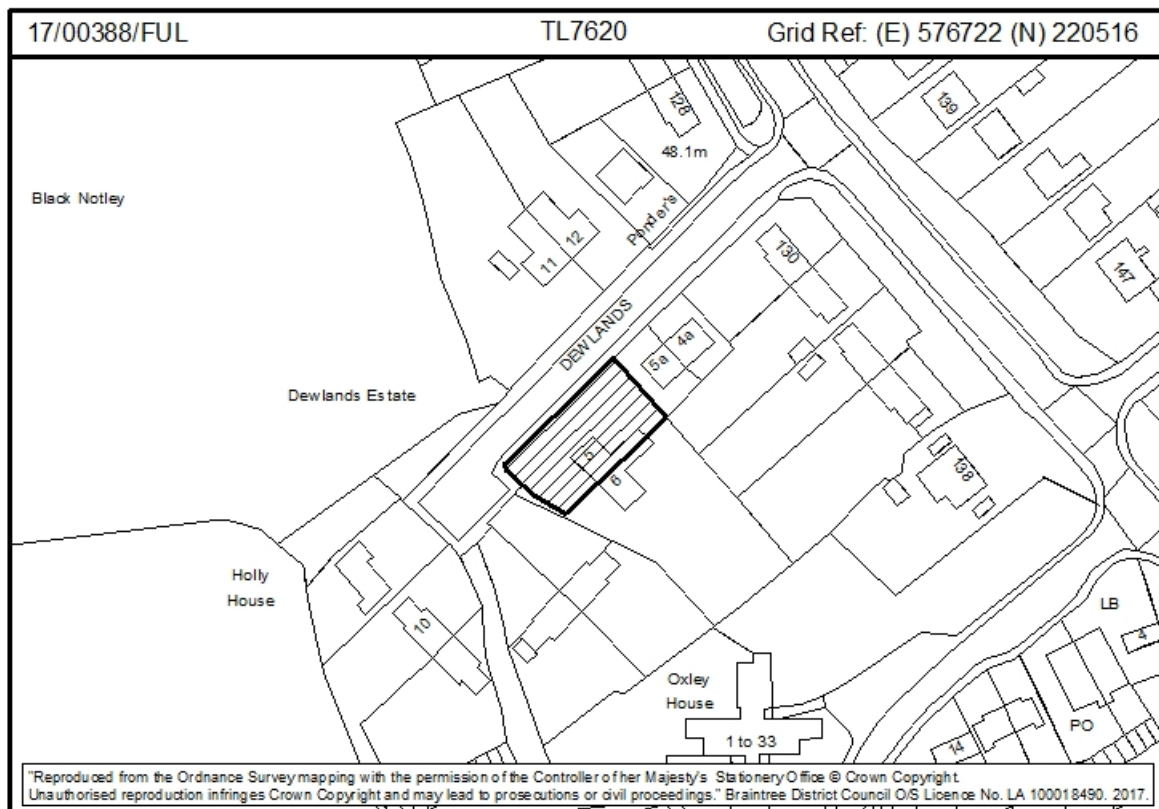 17/00388/FUL TL7620 Grid Ref: (E) 576722 (N) 220516
128
139
48.1m
Black Notley
Ponder's
12
11
130
147
DEWLANDS
4a
5a
Dewlands Estate
5
6
138
Holly
House
10
LB
4
Oxley
House
PO
1 to 33
14
"Reproduced from the Ordnance Survey mapping with the permission of the Controller of her Majesty's Stationery Office © Crown Copyright.
Unauthorised reproduction infringes Crown Copyright and may lead to prosecutions or civil proceedings." Braintree District Council O/S Licence No. LA 100018490. 2017.